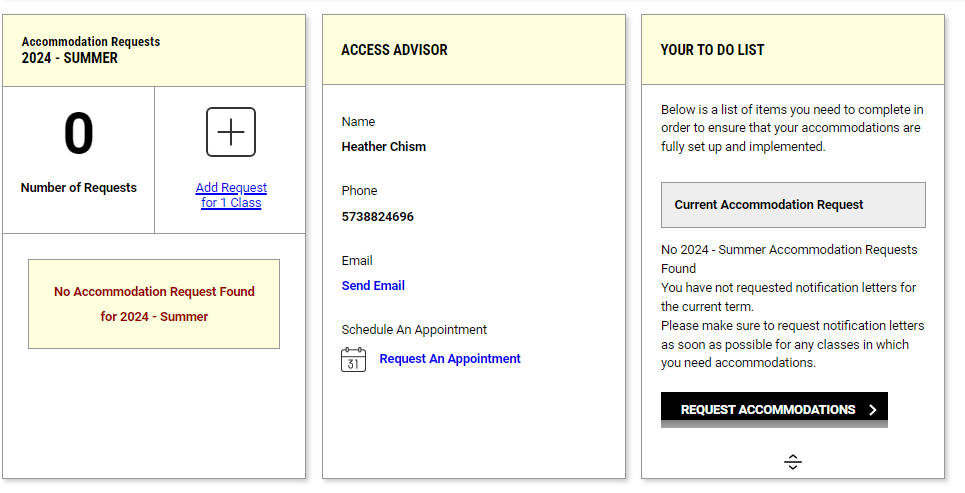 Accommodation Requests
2024 - SUMMER
0
Number of Requests
Add Request
for 1 Class
No Accommodation Request Found
for 2024 - Summer
ACCESS ADVISOR
Name
Heather Chism
Phone
5738824696
Email
Send Email
Schedule An Appointment
31
Request An Appointment
YOUR TO DO LIST
Below is a list of items you need to complete in
order to ensure that your accommodations are
fully set up and implemented.
Current Accommodation Request
No 2024 - Summer Accommodation Requests
Found
You have not requested notification letters for
the current term.
Please make sure to request notification letters
as soon as possible for any classes in which
you need accommodations.
REQUEST ACCOMMODATIONS